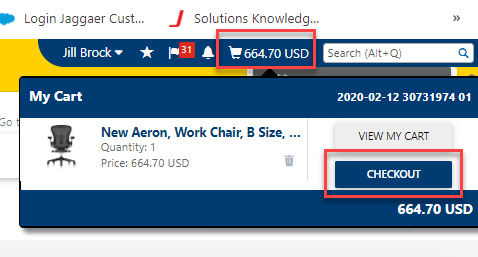 Login Jaggaer Cust...
Solutions Knowledg...
»
Jill Brock
31
664.70 USD
Search (Alt+Q)
Go t
My Cart
2020-02-12 30731974 01
New Aeron, Work Chair, B Size, ...
Quantity: 1
Price: 664.70 USD
VIEW MY CART
CHECKOUT
664.70 USD